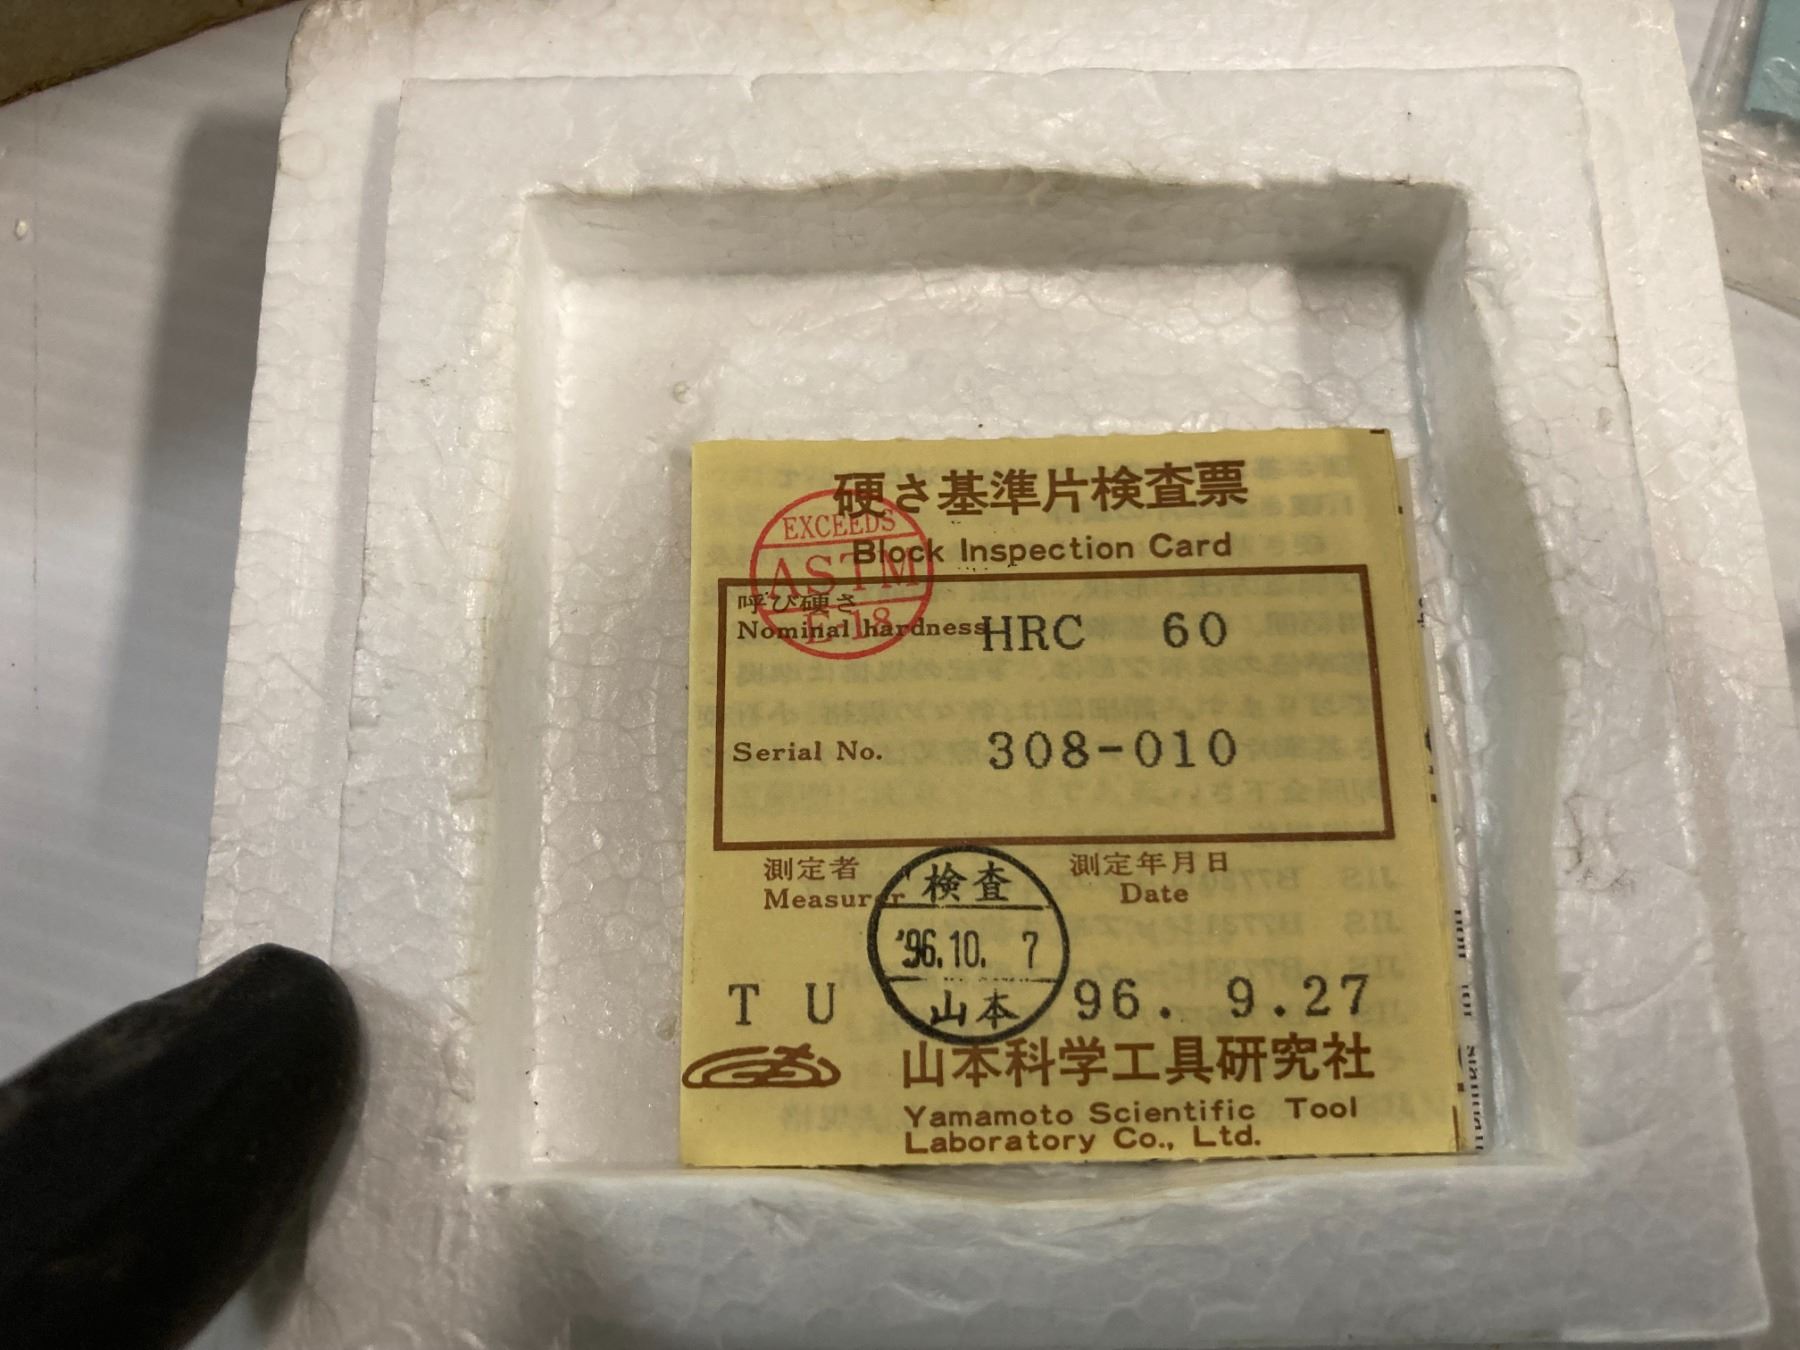 硬さ基準片検査票
EXCEEDS
ASTM
E-18
Block Inspection Card
呼び硬さ
Nominal hardness HRC 60
Serial No. 308-010
測定者
Measurer
測定年月日
Date
検査
'96.10. 7
山本
T U
96. 9.27
山本科学工具研究社
Yamamoto Scientific Tool
Laboratory Co., Ltd.